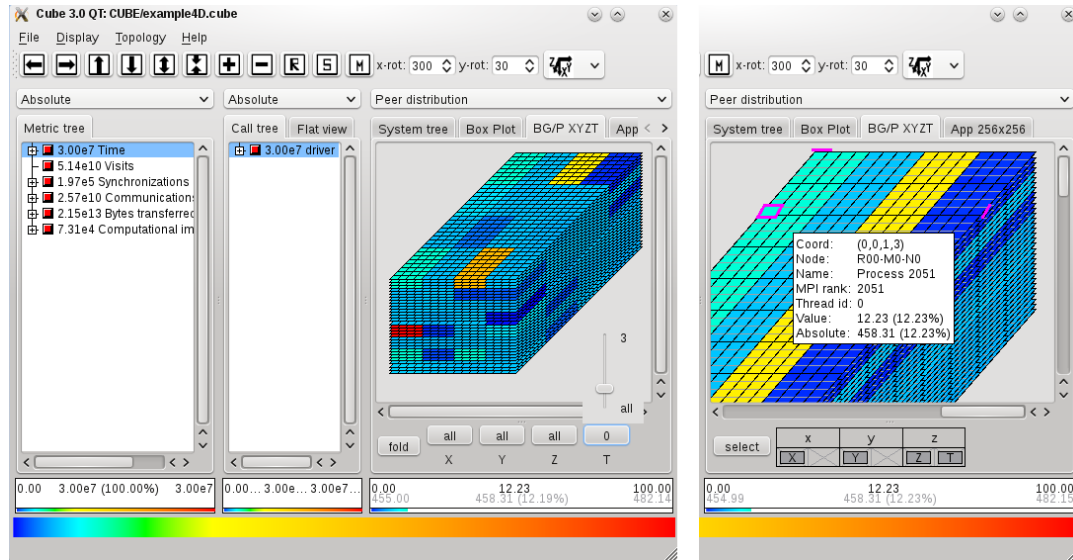 Cube 3.0 QT: CUBE/example4D.cube
File Display Topology Help
R S M x-rot: 300 y-rot: 30
Absolute
Absolute
Peer distribution
Metric tree
Call tree Flat view
System tree Box Plot BG/P XYZT App
3.00e7 Time
5.14e10 Visits
1.97e5 Synchronizations
2.57e10 Communications
2.15e13 Bytes transferred
7.31e4 Computational im
3.00e7 driver
3
all
fold all all all 0
X Y Z T
0.00 3.00e7 (100.00%) 3.00e7
0.00... 3.00e... 3.00e7...
0.00 12.23 100.00
455.00 458.31 (12.19%) 482.14
M x-rot: 300 y-rot: 30
Peer distribution
System tree Box Plot BG/P XYZT App 256x256
Coord: (0,0,1,3)
Node: R00-M0-N0
Name: Process 2051
MPI rank: 2051
Thread id: 0
Value: 12.23 (12.23%)
Absolute: 458.31 (12.23%)
select x y z
X Y Z T
0.00 12.23 100.00
454.99 458.31 (12.23%) 482.15